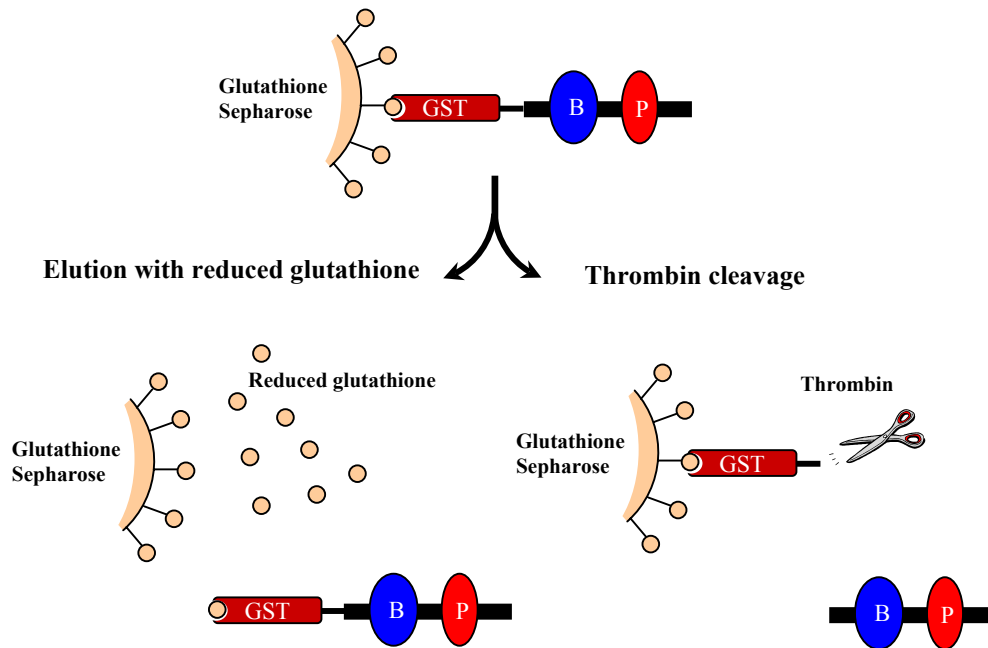 Glutathione
Sepharose
GST
B
P
Elution with reduced glutathione
Thrombin cleavage
Reduced glutathione
Glutathione
Sepharose
GST
B
P
Thrombin
Glutathione
Sepharose
GST
B
P